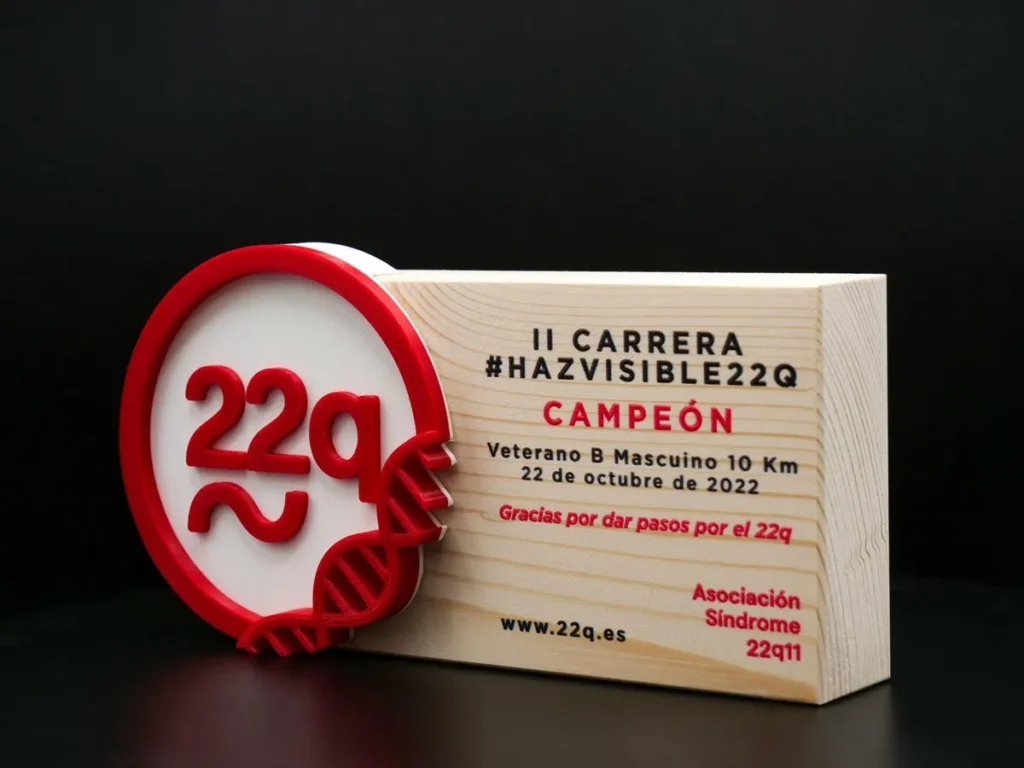 22q
II CARRERA
#HAZVISIBLE22Q
CAMPEÓN
Veterano B Mascuino 10 Km
22 de octubre de 2022
Gracias por dar pasos por el 22q
www.22q.es
Asociación
Síndrome
22q11